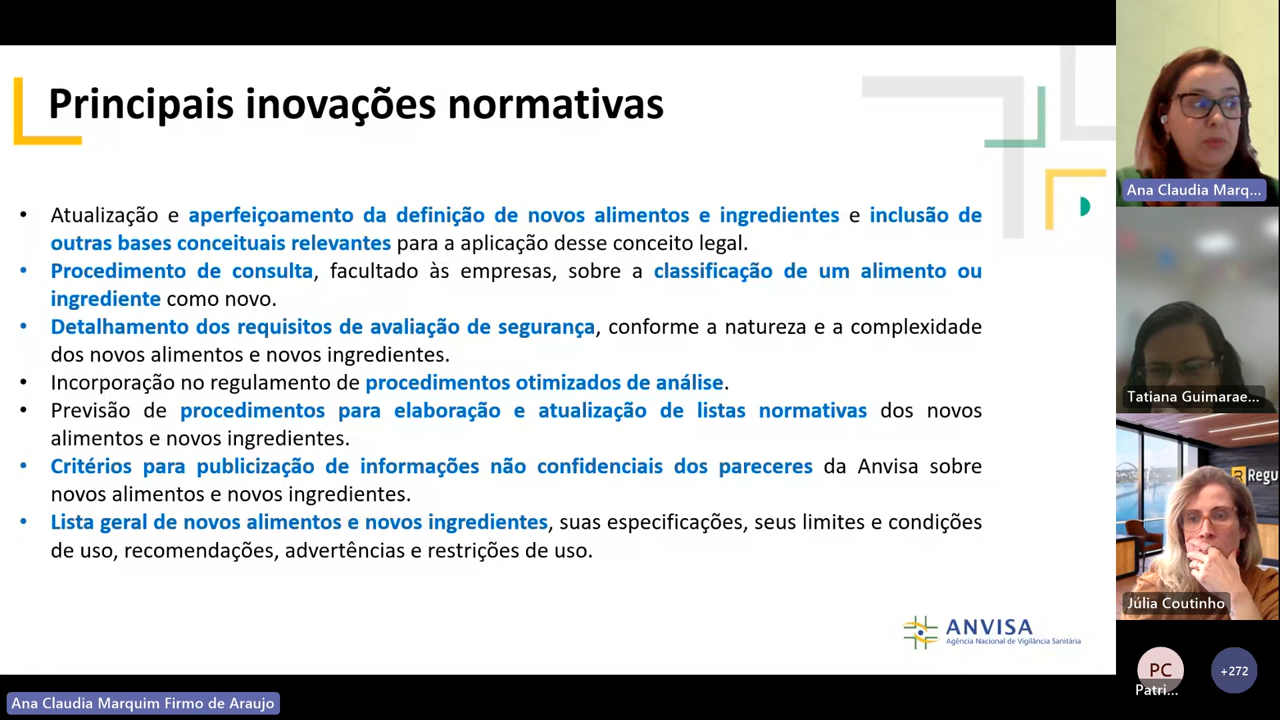 Principais inovações normativas
• Atualização e aperfeiçoamento da definição de novos alimentos e ingredientes e inclusão de
outras bases conceituais relevantes para a aplicação desse conceito legal.
• Procedimento de consulta, facultado às empresas, sobre a classificação de um alimento ou
ingrediente como novo.
• Detalhamento dos requisitos de avaliação de segurança, conforme a natureza e a complexidade
dos novos alimentos e novos ingredientes.
• Incorporação no regulamento de procedimentos otimizados de análise.
• Previsão de procedimentos para elaboração e atualização de listas normativas dos novos
alimentos e novos ingredientes.
• Critérios para publicização de informações não confidenciais dos pareceres da Anvisa sobre
novos alimentos e novos ingredientes.
• Lista geral de novos alimentos e novos ingredientes, suas especificações, seus limites e condições
de uso, recomendações, advertências e restrições de uso.
ANVISA
Agência Nacional de Vigilância Sanitária
Ana Claudia Marquim Firmo de Araujo
Ana Claudia Marq...
Tatiana Guimarae...
Regu
Júlia Coutinho
PC
Patri...
+272